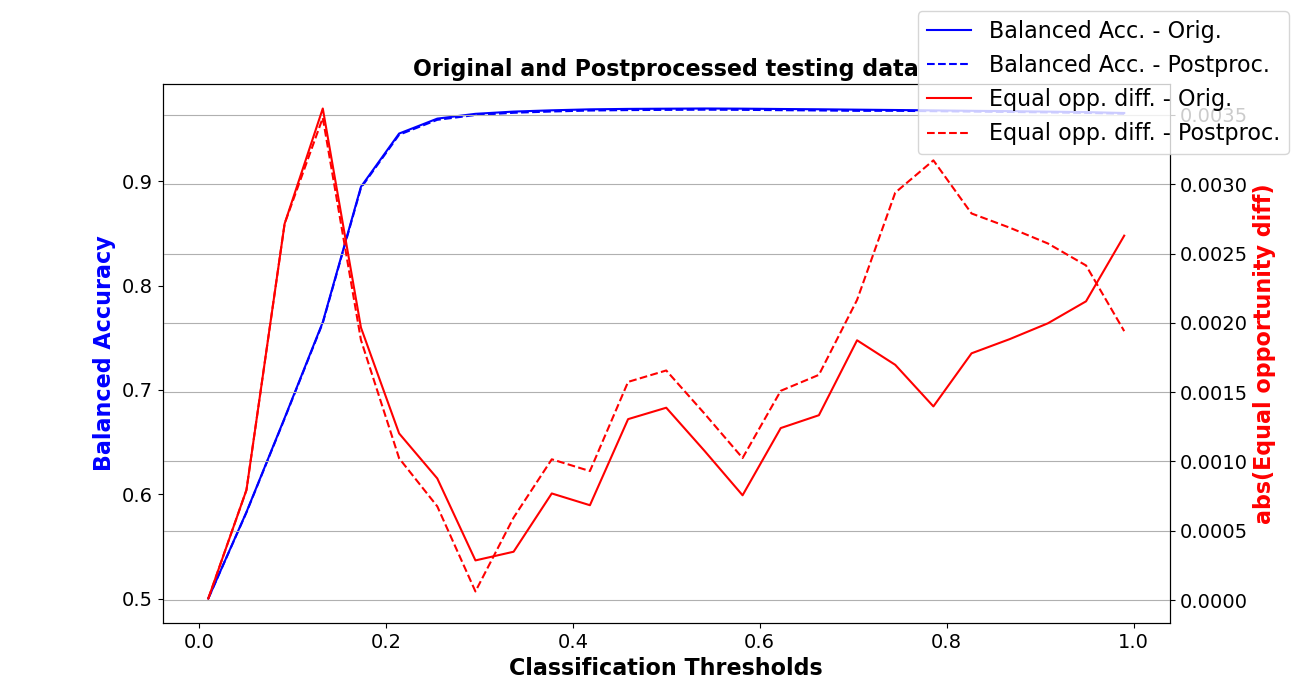 Balanced Acc. - Orig.
Balanced Acc. - Postproc.
Equal opp. diff. - Orig.
Equal opp. diff. - Postproc.
Original and Postprocessed testing data
Balanced Accuracy
0.9
0.8
0.7
0.6
0.5
0.0035
0.0030
0.0025
0.0020
0.0015
0.0010
0.0005
0.0000
abs(Equal opportunity diff)
0.0 0.2 0.4 0.6 0.8 1.0
Classification Thresholds